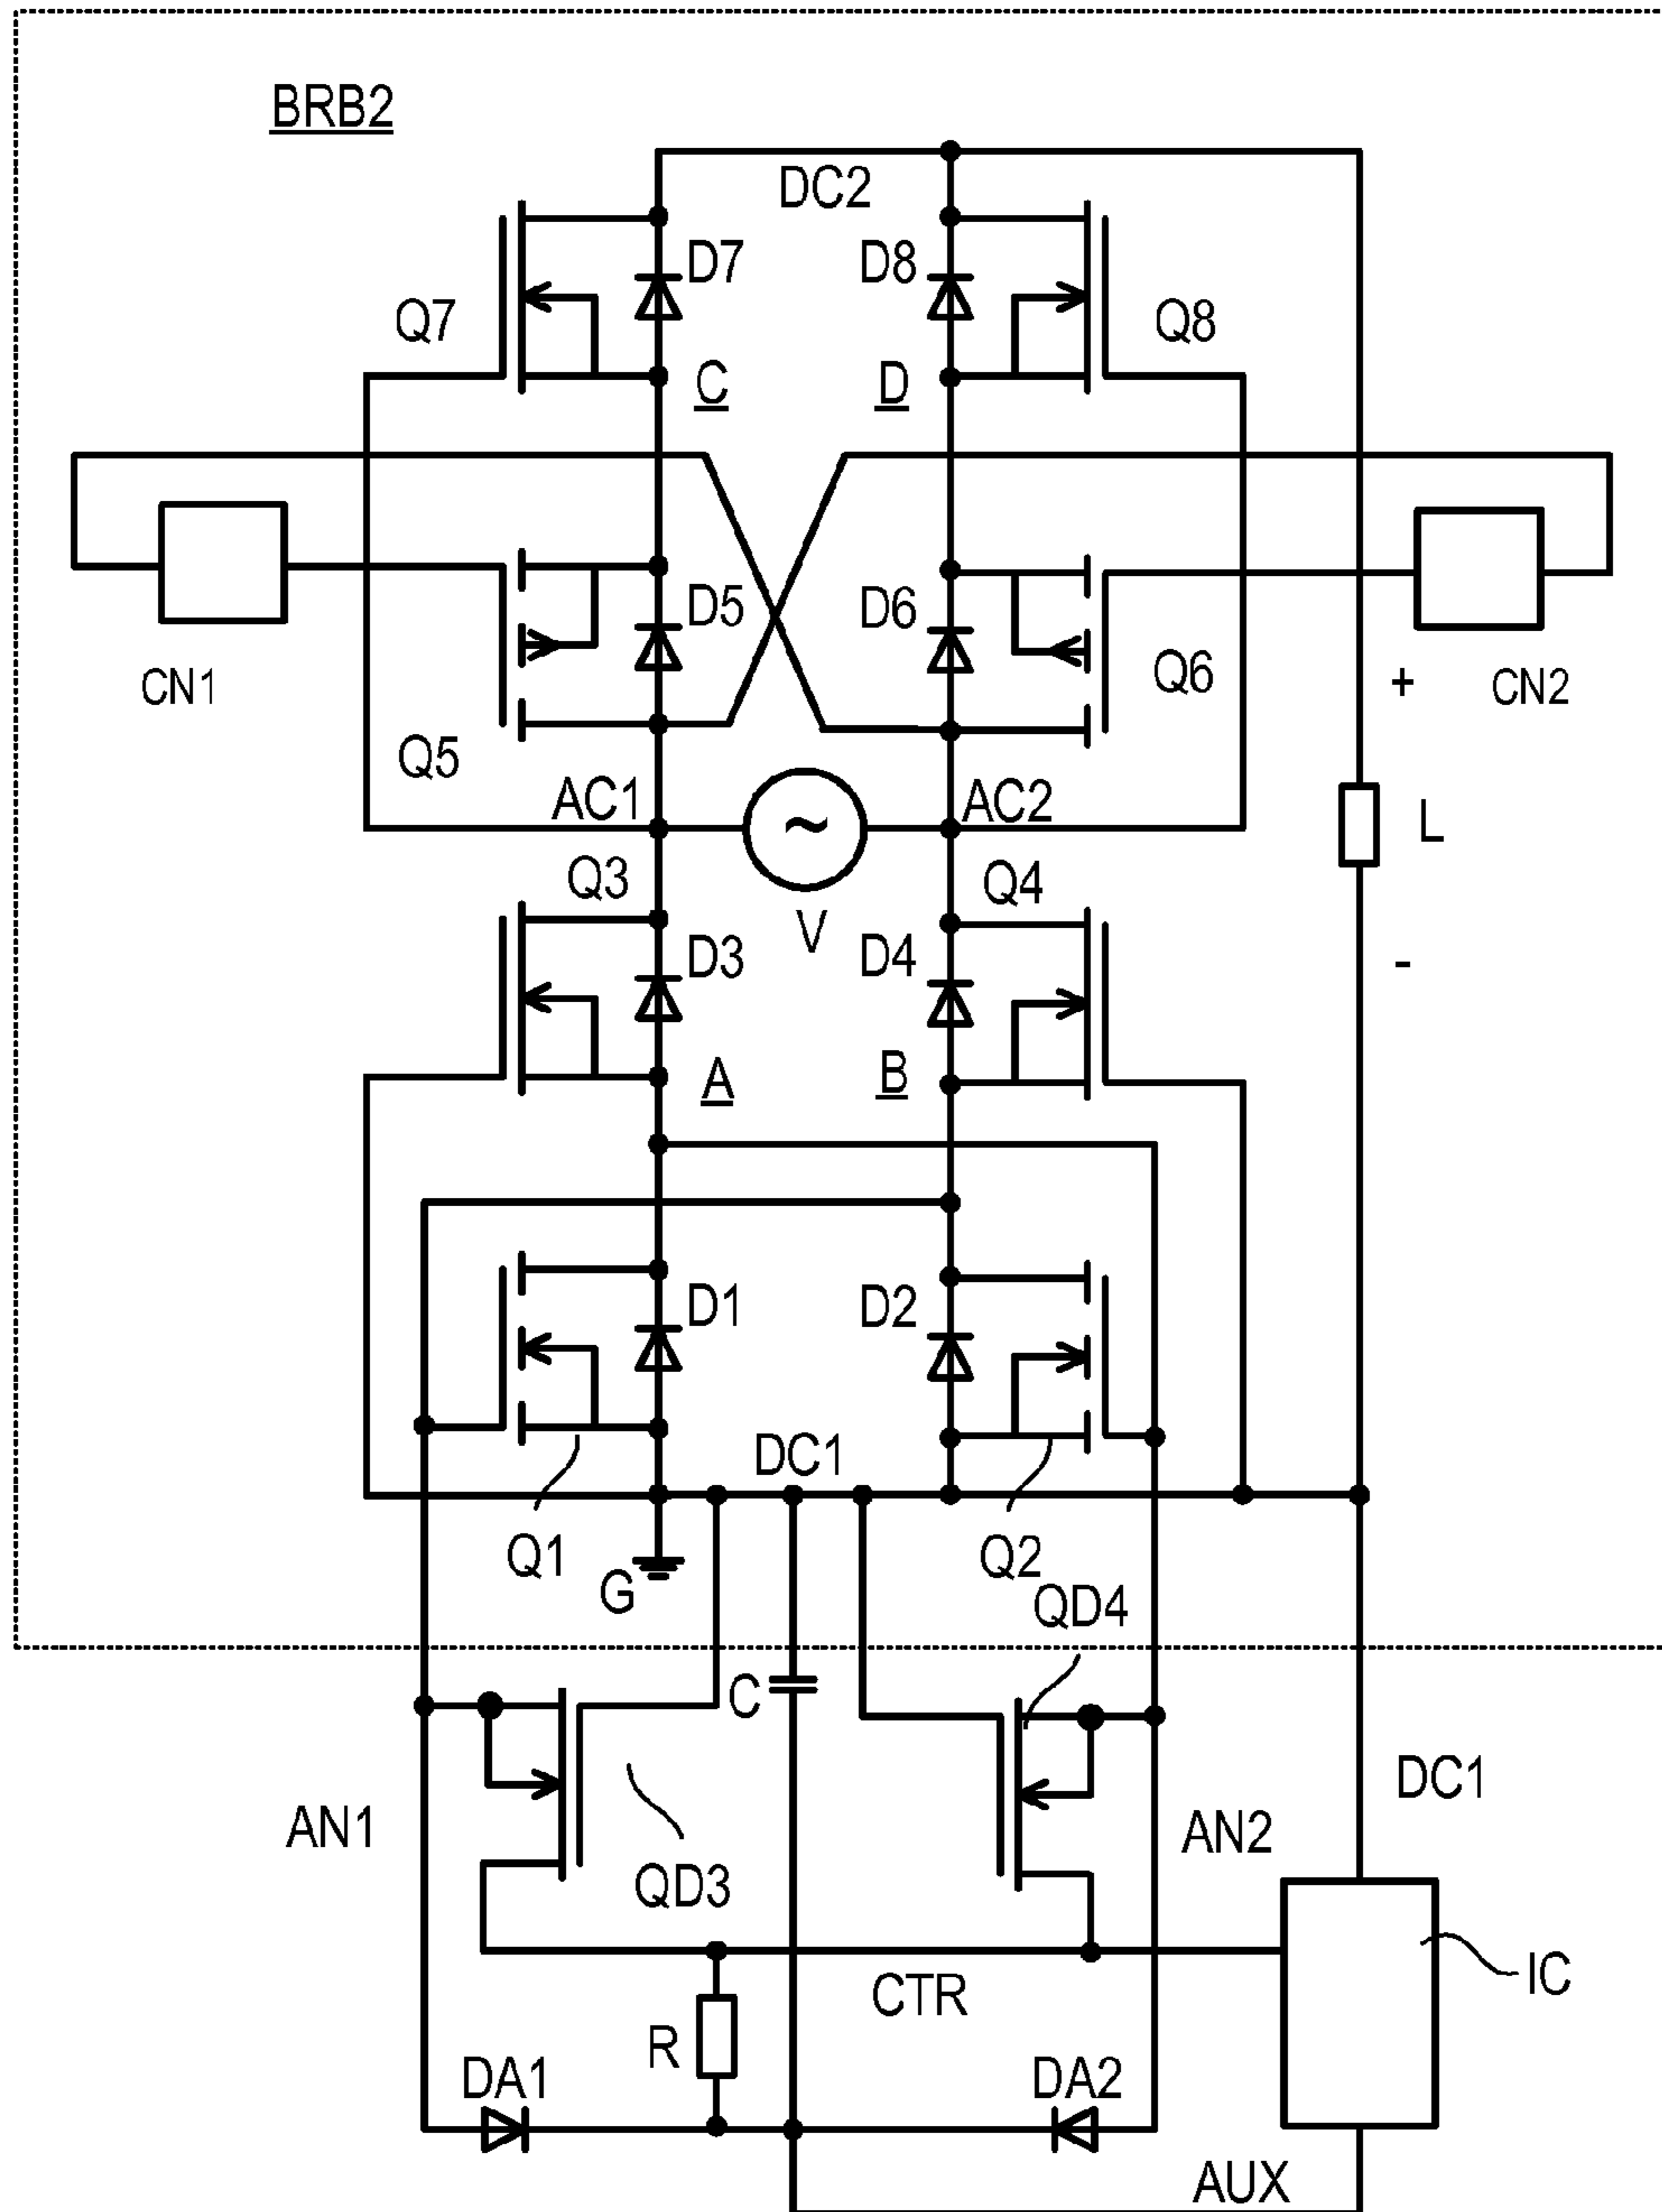 BRB2
DC2
D7
D8
Q7
Q8
C
D
D5
D6
CN1
Q6
+
CN2
Q5
AC1
~
AC2
L
Q3
Q4
V
D3
D4
-
A
B
D1
D2
DC1
Q1
Q2
G
QD4
C
DC1
AN1
AN2
QD3
CTR
IC
R
DA1
DA2
AUX